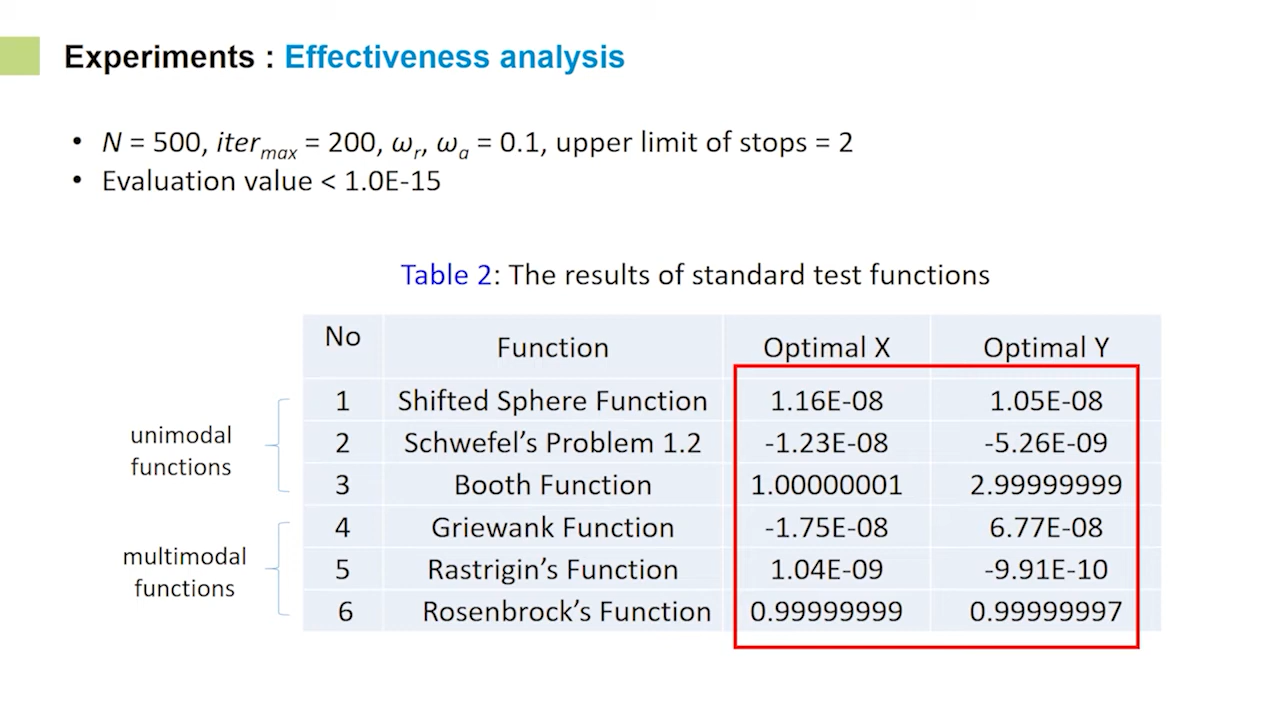 Experiments : Effectiveness analysis
• N = 500, iter_max = 200, ω_r, ω_a = 0.1, upper limit of stops = 2
• Evaluation value < 1.0E-15
Table 2: The results of standard test functions
No Function Optimal X Optimal Y
unimodal
functions
1 Shifted Sphere Function 1.16E-08 1.05E-08
2 Schwefel’s Problem 1.2 -1.23E-08 -5.26E-09
3 Booth Function 1.00000001 2.99999999
multimodal
functions
4 Griewank Function -1.75E-08 6.77E-08
5 Rastrigin’s Function 1.04E-09 -9.91E-10
6 Rosenbrock’s Function 0.99999999 0.99999997